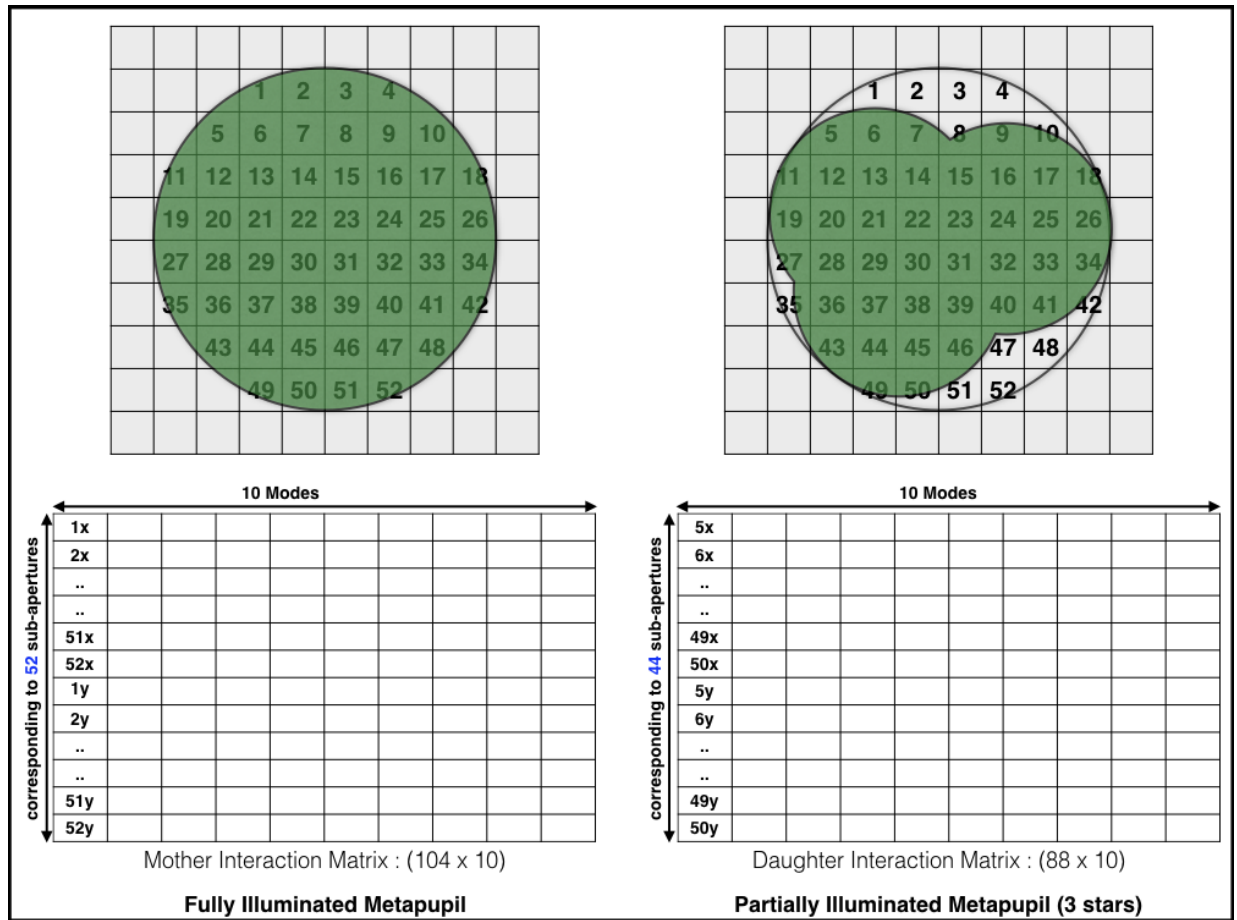 1 2 3 4
5 6 7 8 9 10
11 12 13 14 15 16 17 18
19 20 21 22 23 24 25 26
27 28 29 30 31 32 33 34
35 36 37 38 39 40 41 42
43 44 45 46 47 48
49 50 51 52
1 2 3 4
5 6 7 8 9 10
11 12 13 14 15 16 17 18
19 20 21 22 23 24 25 26
27 28 29 30 31 32 33 34
35 36 37 38 39 40 41 42
43 44 45 46 47 48
49 50 51 52
10 Modes
corresponding to 52 sub-apertures
1x
2x
..
..
51x
52x
1y
2y
..
..
51y
52y
Mother Interaction Matrix : (104 x 10)
Fully Illuminated Metapupil
10 Modes
corresponding to 44 sub-apertures
5x
6x
..
..
49x
50x
5y
6y
..
..
49y
50y
Daughter Interaction Matrix : (88 x 10)
Partially Illuminated Metapupil (3 stars)